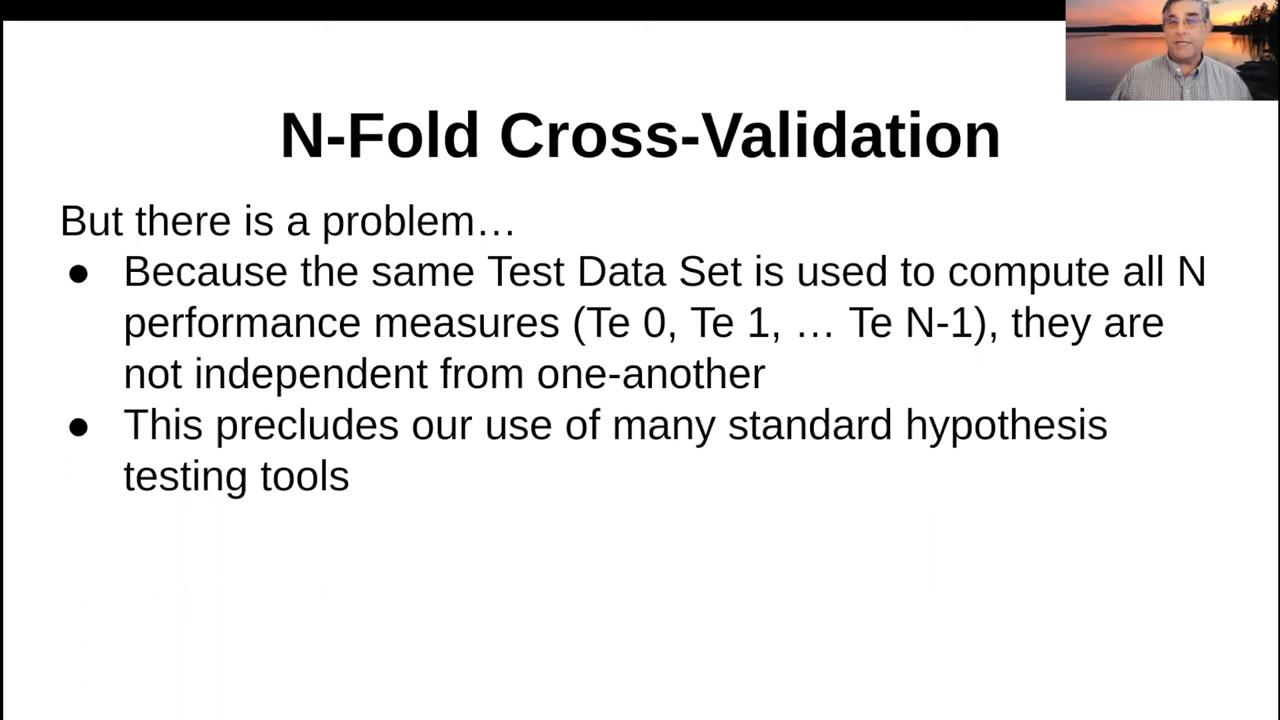 N-Fold Cross-Validation
But there is a problem…
● Because the same Test Data Set is used to compute all N
performance measures (Te 0, Te 1, … Te N-1), they are
not independent from one-another
● This precludes our use of many standard hypothesis
testing tools